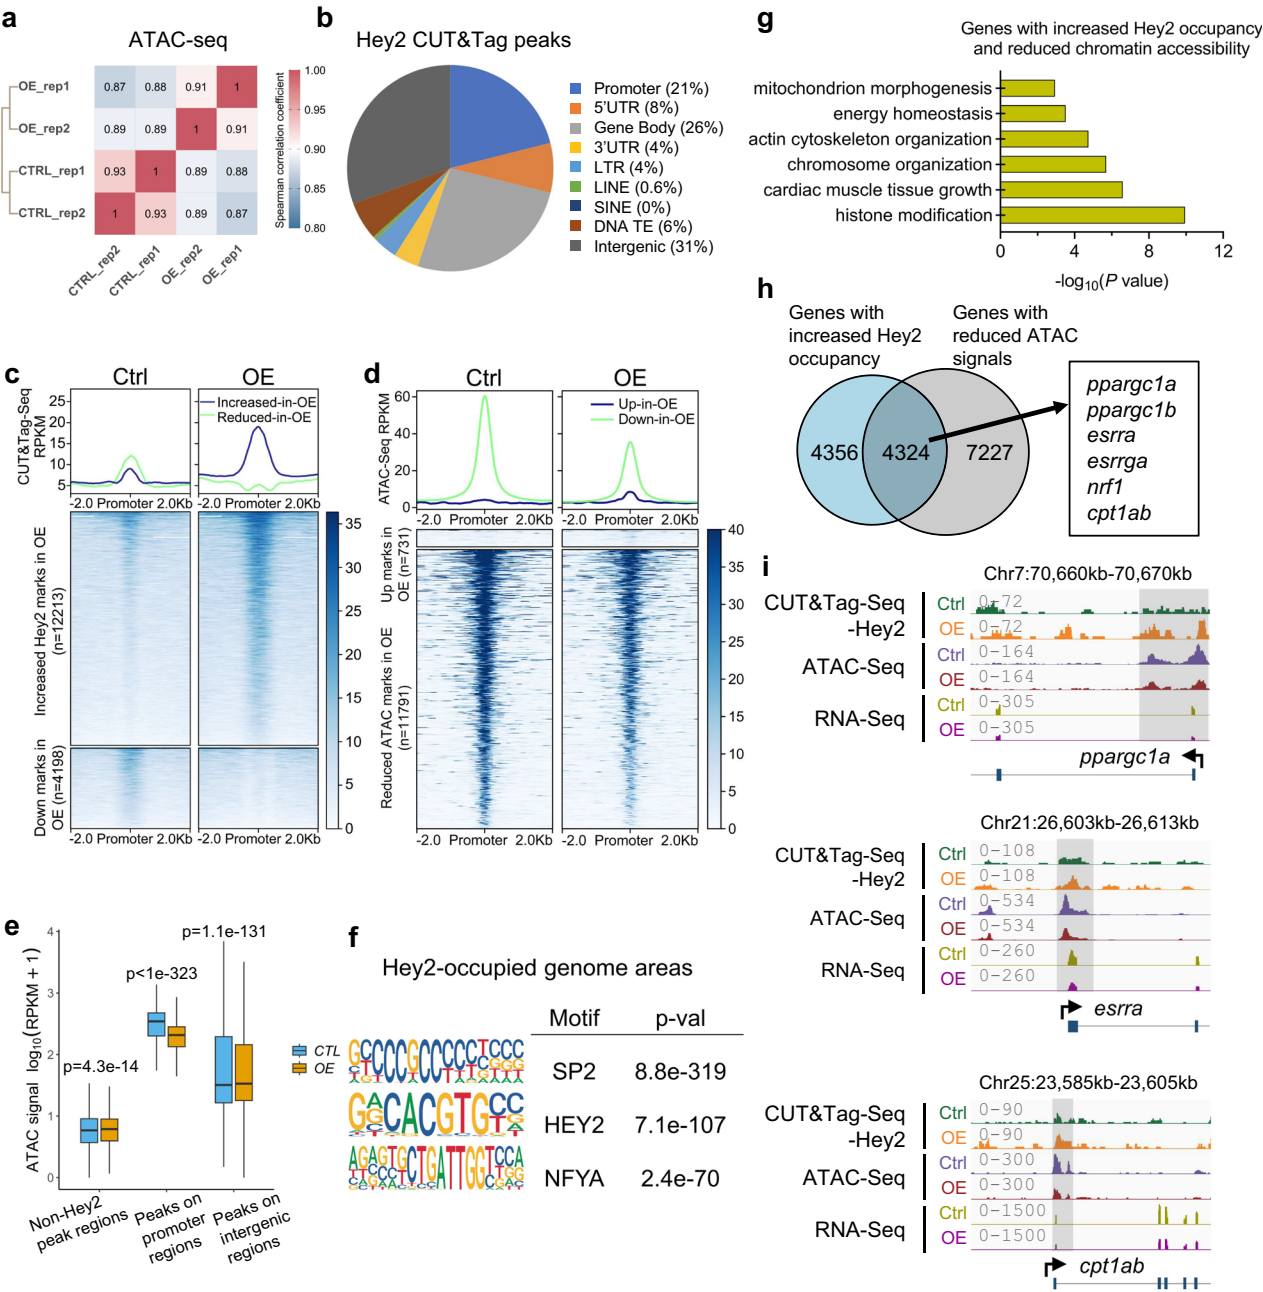 a
ATAC-seq
OE_rep1
OE_rep2
CTRL_rep1
CTRL_rep2
0.87 0.88 0.91 1
0.89 0.89 1 0.91
0.93 1 0.89 0.88
1 0.93 0.89 0.87
CTRL_rep2
CTRL_rep1
OE_rep2
OE_rep1
1.00
0.95
0.90
0.85
0.80
Spearman correlation coefficient
b
Hey2 CUT&Tag peaks
Promoter (21%)
5'UTR (8%)
Gene Body (26%)
3'UTR (4%)
LTR (4%)
LINE (0.6%)
SINE (0%)
DNA TE (6%)
Intergenic (31%)
g
Genes with increased Hey2 occupancy
and reduced chromatin accessibility
mitochondrion morphogenesis
energy homeostasis
actin cytoskeleton organization
chromosome organization
cardiac muscle tissue growth
histone modification
0 4 8 12
-log10(P value)
c
Ctrl OE
CUT&Tag-Seq
RPKM
25
20
15
10
5
Increased-in-OE
Reduced-in-OE
-2.0 Promoter 2.0Kb -2.0 Promoter 2.0Kb
Increased Hey2 marks in OE
(n=12213)
Down marks in
OE (n=4198)
35
30
25
20
15
10
5
0
-2.0 Promoter 2.0Kb -2.0 Promoter 2.0Kb
d
Ctrl OE
ATAC-Seq RPKM
60
40
20
0
Up-in-OE
Down-in-OE
-2.0 Promoter 2.0Kb -2.0 Promoter 2.0Kb
Up marks in
OE (n=731)
Reduced ATAC marks in OE
(n=11791)
40
35
30
25
20
15
10
5
0
-2.0 Promoter 2.0Kb -2.0 Promoter 2.0Kb
h
Genes with
increased Hey2
occupancy
Genes with
reduced ATAC
signals
4356 4324 7227
ppargc1a
ppargc1b
esrra
esrrga
nrf1
cpt1ab
e
ATAC signal log10(RPKM + 1)
4
3
2
1
0
p=4.3e-14
p<1e-323
p=1.1e-131
CTL
OE
Non-Hey2
peak regions
Peaks on
promoter
regions
Peaks on
intergenic
regions
f
Hey2-occupied genome areas
Motif p-val
SP2 8.8e-319
HEY2 7.1e-107
NFYA 2.4e-70
i
Chr7:70,660kb-70,670kb
CUT&Tag-Seq
-Hey2
ATAC-Seq
RNA-Seq
Ctrl 0-72
OE 0-72
Ctrl 0-164
OE 0-164
Ctrl 0-305
OE 0-305
ppargc1a
Chr21:26,603kb-26,613kb
CUT&Tag-Seq
-Hey2
ATAC-Seq
RNA-Seq
Ctrl 0-108
OE 0-108
Ctrl 0-534
OE 0-534
Ctrl 0-260
OE 0-260
esrra
Chr25:23,585kb-23,605kb
CUT&Tag-Seq
-Hey2
ATAC-Seq
RNA-Seq
Ctrl 0-90
OE 0-90
Ctrl 0-300
OE 0-300
Ctrl 0-1500
OE 0-1500
cpt1ab